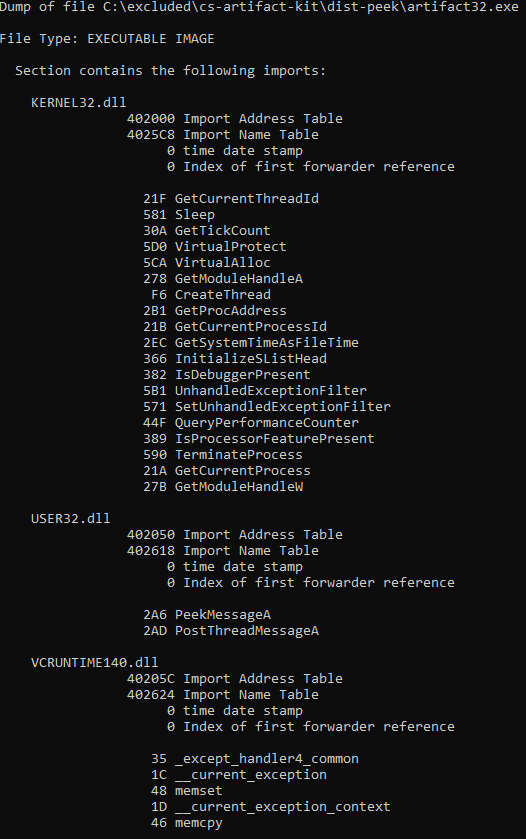 Dump of file C:\excluded\cs-artifact-kit\dist-peek\artifact32.exe
File Type: EXECUTABLE IMAGE
Section contains the following imports:
KERNEL32.dll
402000 Import Address Table
4025C8 Import Name Table
0 time date stamp
0 Index of first forwarder reference
21F GetCurrentThreadId
581 Sleep
30A GetTickCount
5D0 VirtualProtect
5CA VirtualAlloc
278 GetModuleHandleA
F6 CreateThread
2B1 GetProcAddress
21B GetCurrentProcessId
2EC GetSystemTimeAsFileTime
366 InitializeSListHead
382 IsDebuggerPresent
5B1 UnhandledExceptionFilter
571 SetUnhandledExceptionFilter
44F QueryPerformanceCounter
389 IsProcessorFeaturePresent
590 TerminateProcess
21A GetCurrentProcess
27B GetModuleHandleW
USER32.dll
402050 Import Address Table
402618 Import Name Table
0 time date stamp
0 Index of first forwarder reference
2A6 PeekMessageA
2AD PostThreadMessageA
VCRUNTIME140.dll
40205C Import Address Table
402624 Import Name Table
0 time date stamp
0 Index of first forwarder reference
35 _except_handler4_common
1C __current_exception
48 memset
1D __current_exception_context
46 memcpy